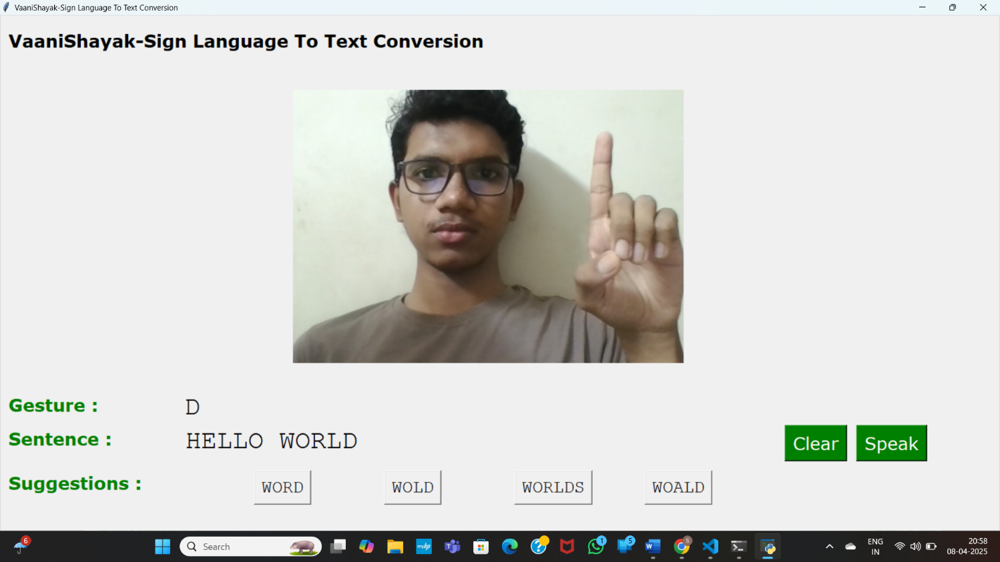 VaaniShayak-Sign Language To Text Conversion
VaaniShayak-Sign Language To Text Conversion
Gesture : D
Sentence : HELLO WORLD
Clear Speak
Suggestions : WORD WOLD WORLDS WOALD
6
Search
myhp
T
?
1
5
W
S
ENG
IN
20:58
08-04-2025